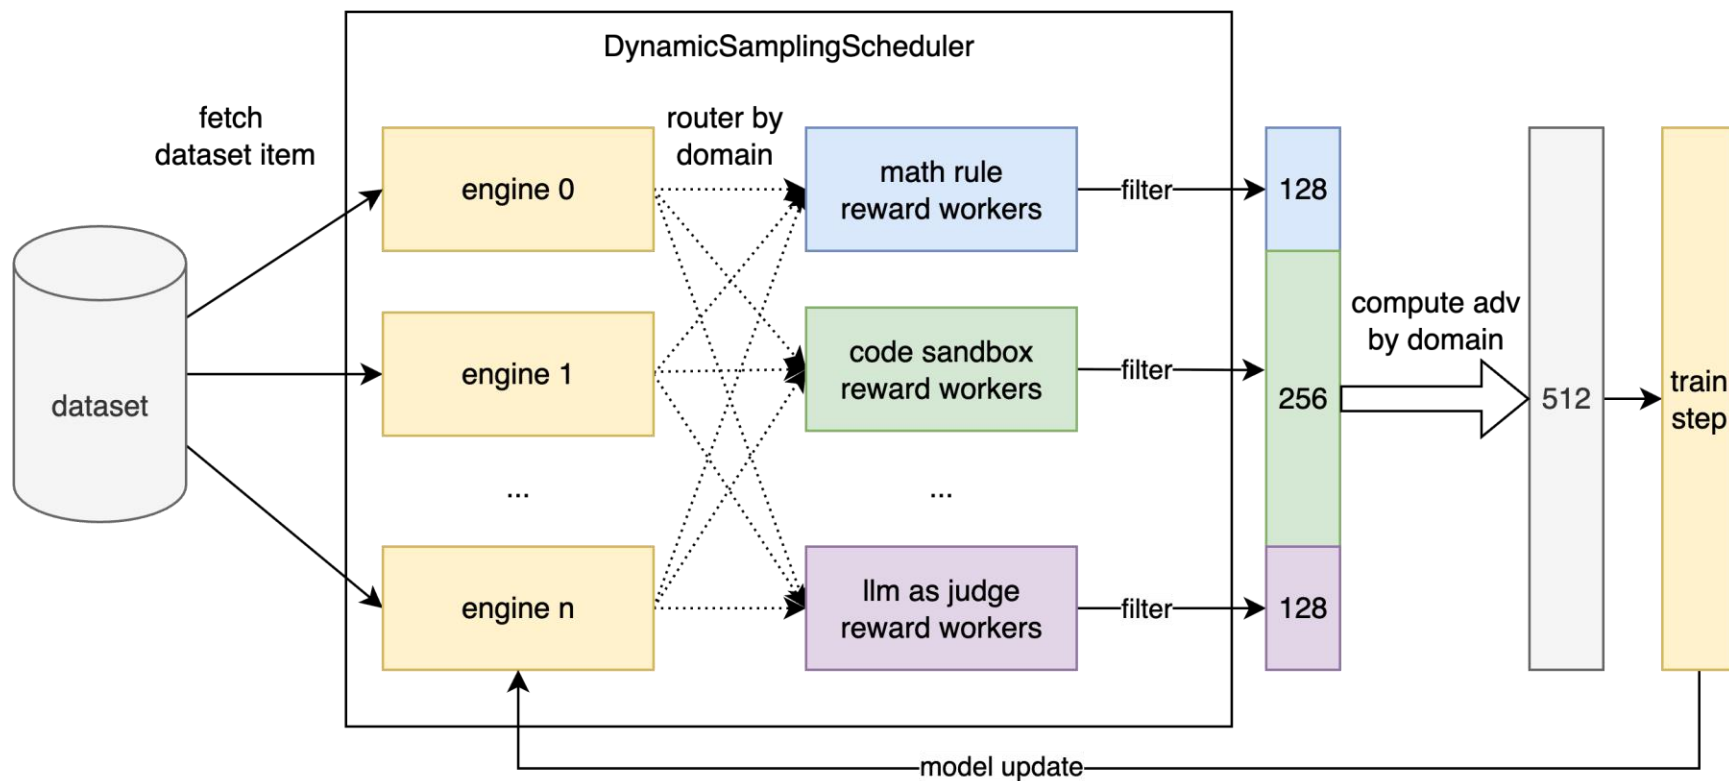 DynamicSamplingScheduler
fetch
dataset item
router by
domain
engine 0
math rule
reward workers
filter
128
dataset
engine 1
code sandbox
reward workers
filter
256
compute adv
by domain
512
train
step
...
...
engine n
llm as judge
reward workers
filter
128
model update